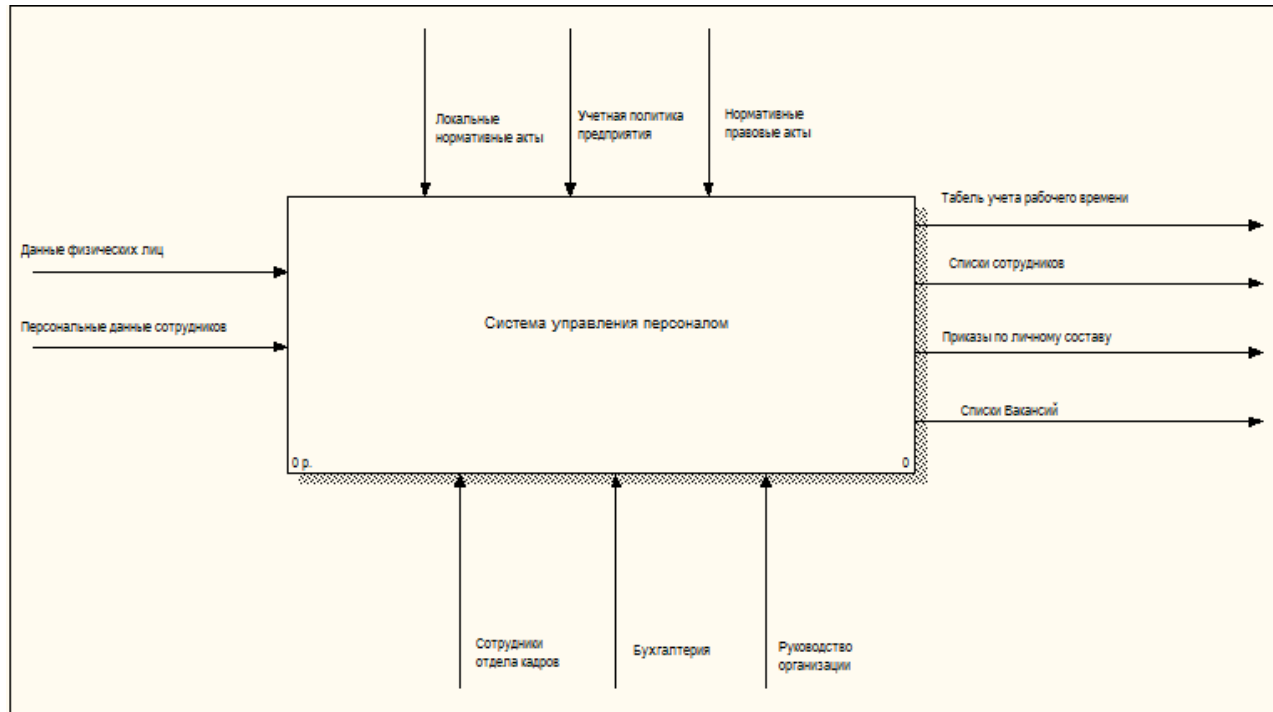 Локальные
нормативные акты
Учетная политика
предприятия
Нормативные
правовые акты
Данные физических лиц
Персональные данные сотрудников
Система управления персоналом
0 р.
0
Табель учета рабочего времени
Списки сотрудников
Приказы по личному составу
Списки Вакансий
Сотрудники
отдела кадров
Бухгалтерия
Руководство
организации